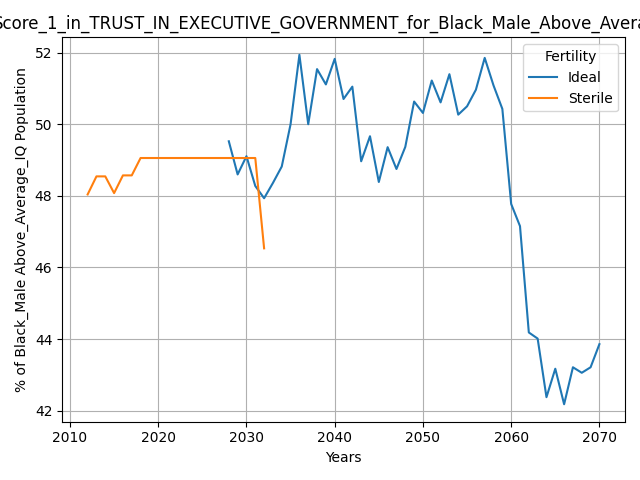 Score_1_in_TRUST_IN_EXECUTIVE_GOVERNMENT_for_Black_Male_Above_Avera
% of Black_Male Above_Average_IQ Population
52
50
48
46
44
42
Fertility
Ideal
Sterile
2010 2020 2030 2040 2050 2060 2070
Years